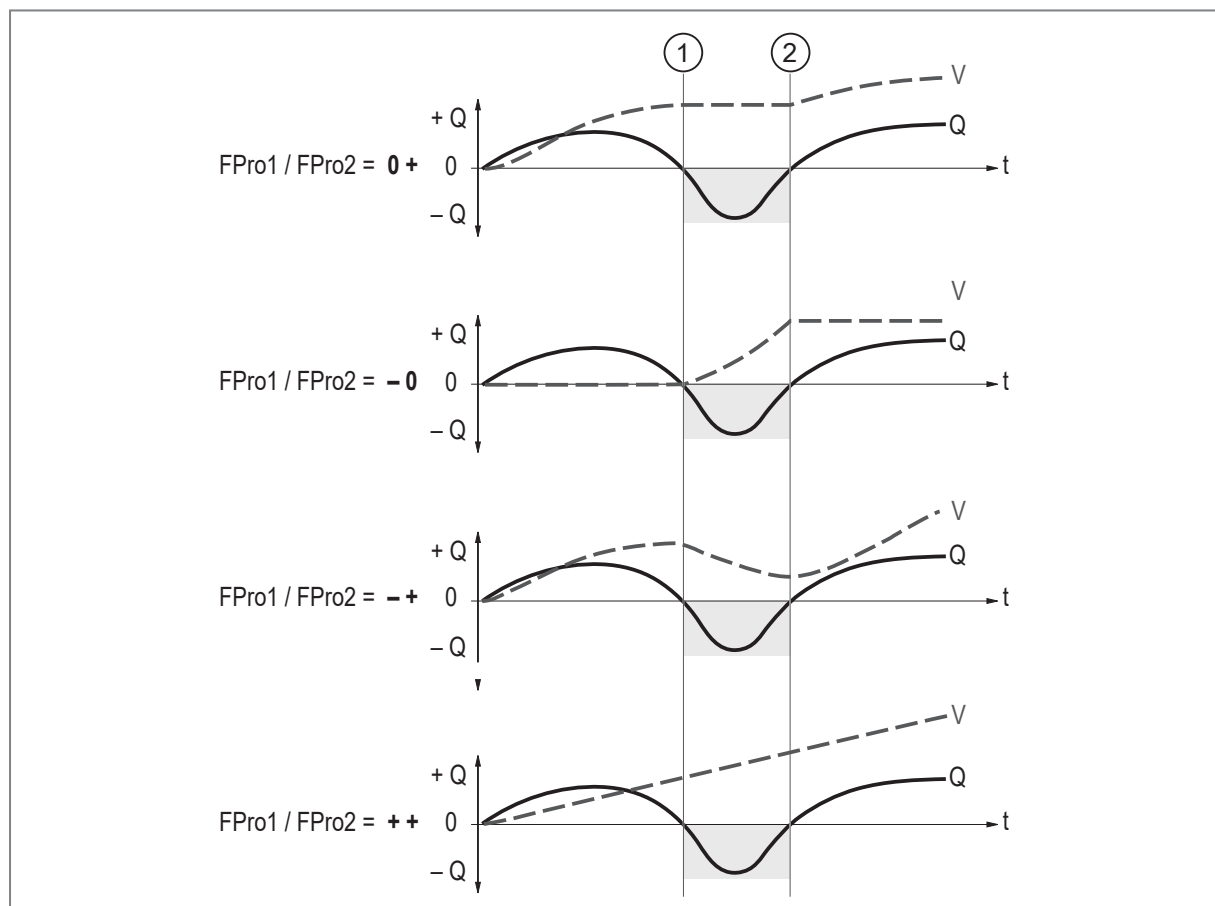 1 2
V
+ Q
Q
FPro1 / FPro2 = 0 + 0
t
– Q
V
+ Q
Q
FPro1 / FPro2 = – 0 0
t
– Q
V
+ Q
Q
FPro1 / FPro2 = – + 0
t
– Q
V
+ Q
Q
FPro1 / FPro2 = + + 0
t
– Q